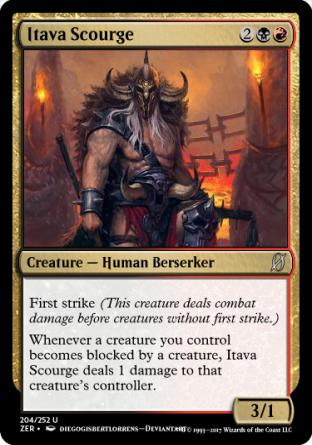 Itava Scourge 2
Creature — Human Berserker
First strike (This creature deals combat
damage before creatures without first strike.)
Whenever a creature you control
becomes blocked by a creature, Itava
Scourge deals 1 damage to that
creature's controller.
3/1
204/252 U
ZER • DIEGOGISBERTLLORENS—DEVIANTART © 1993–2017 Wizards of the Coast LLC